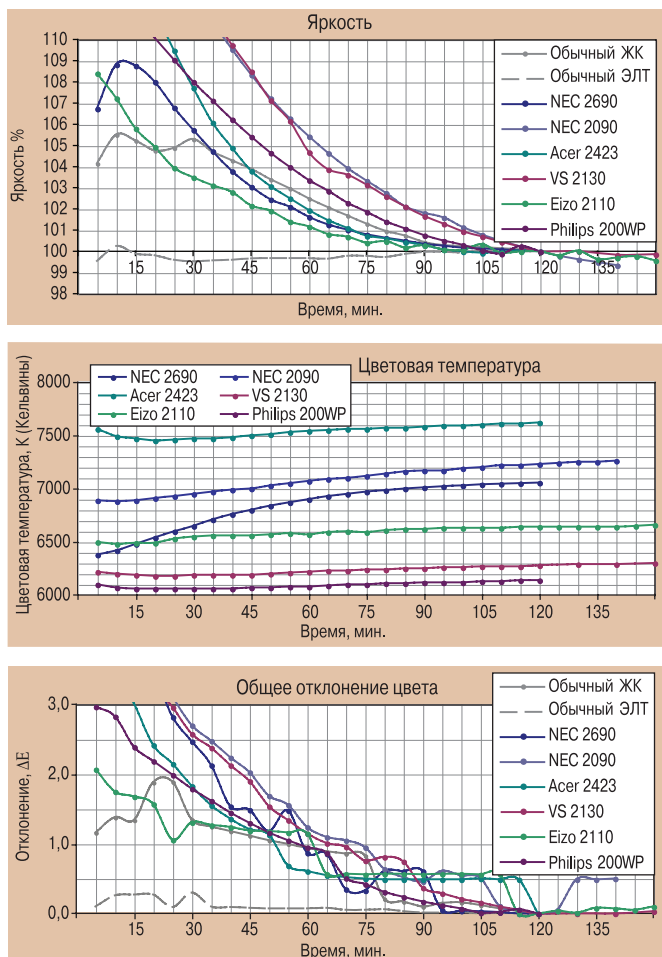 Яркость
Яркость %
110
109
108
107
106
105
104
103
102
101
100
99
98
15
30
45
60
75
90
105
120
135
Время, мин.
Обычный ЖК
Обычный ЭЛТ
NEC 2690
NEC 2090
Acer 2423
VS 2130
Eizo 2110
Philips 200WP
Цветовая температура
Цветовая температура, К (Кельвины)
NEC 2690
NEC 2090
Acer 2423
VS 2130
Eizo 2110
Philips 200WP
8000
7500
7000
6500
6000
15
30
45
60
75
90
105
120
135
Время, мин.
Общее отклонение цвета
Отклонение, ΔE
3,0
2,0
1,0
0,0
15
30
45
60
75
90
105
120
135
Время, мин.
Обычный ЖК
Обычный ЭЛТ
NEC 2690
NEC 2090
Acer 2423
VS 2130
Eizo 2110
Philips 200WP